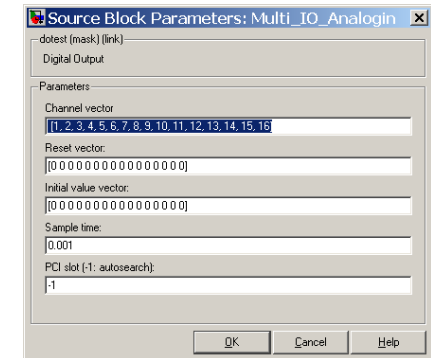 Source Block Parameters: Multi_IO_Analogin
dotest (mask) (link)
Digital Output
Parameters
Channel vector
[1, 2, 3, 4, 5, 6, 7, 8, 9, 10, 11, 12, 13, 14, 15, 16]
Reset vector:
[0 0 0 0 0 0 0 0 0 0 0 0 0 0 0 0]
Initial value vector:
[0 0 0 0 0 0 0 0 0 0 0 0 0 0 0 0]
Sample time:
0.001
PCI slot (-1: autosearch):
-1
OK Cancel Help